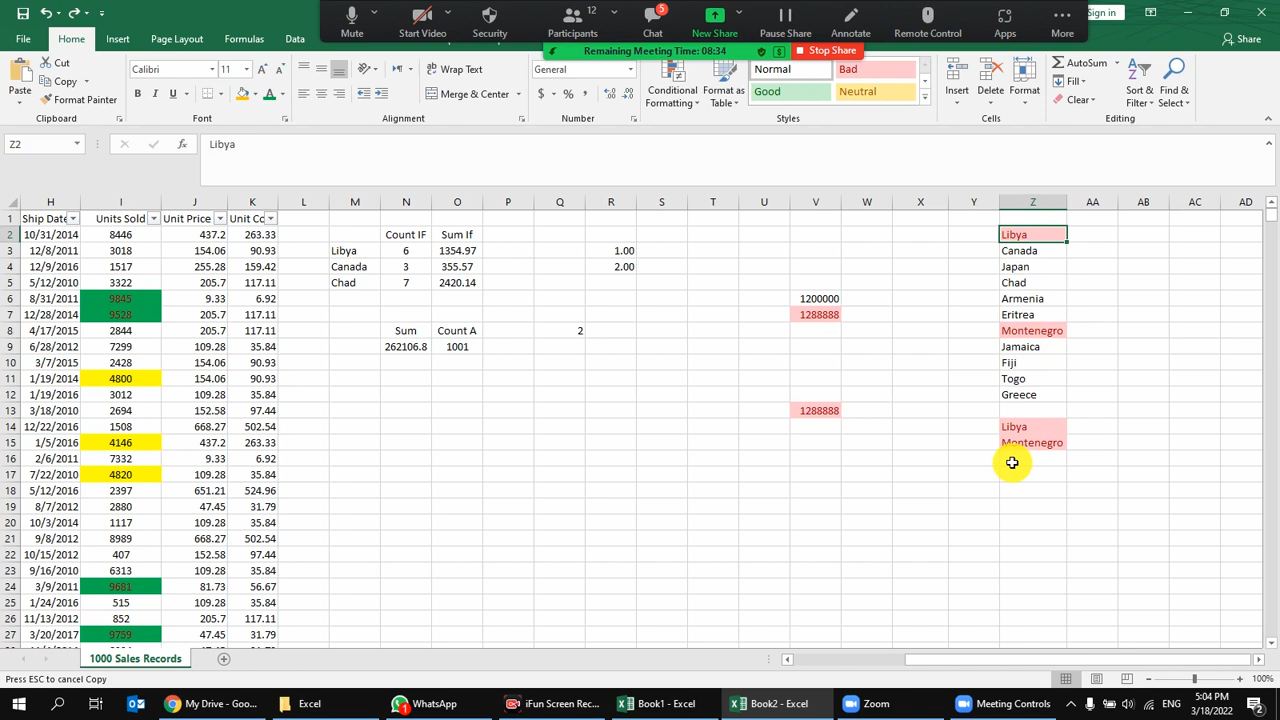 12
5
Sign in
Mute
Start Video
Security
Participants
Chat
New Share
Pause Share
Annotate
Remote Control
Apps
More
File
Home
Insert
Page Layout
Formulas
Data
Remaining Meeting Time: 08:34
Stop Share
Share
Paste
Cut
Copy
Format Painter
Clipboard
Calibri
11
B
I
U
Font
Wrap Text
Merge & Center
Alignment
General
$
%
Number
Conditional
Formatting
Format as
Table
Normal
Bad
Good
Neutral
Styles
Insert
Delete
Format
Cells
AutoSum
Fill
Clear
Sort &
Filter
Find &
Select
Editing
Z2
fx
Libya
H I J K L M N O P Q R S T U V W X Y Z AA AB AC AD
1 Ship Date Units Sold Unit Price Unit Co
2 10/31/2014 8446 437.2 263.33 Count IF Sum If Libya
3 12/8/2011 3018 154.06 90.93 Libya 6 1354.97 1.00 Canada
4 12/9/2016 1517 255.28 159.42 Canada 3 355.57 2.00 Japan
5 5/12/2010 3322 205.7 117.11 Chad 7 2420.14 Chad
6 8/31/2011 9845 9.33 6.92 1200000 Armenia
7 12/28/2014 9528 205.7 117.11 1288888 Eritrea
8 4/17/2015 2844 205.7 117.11 Sum Count A 2 Montenegro
9 6/28/2012 7299 109.28 35.84 262106.8 1001 Jamaica
10 3/7/2015 2428 154.06 90.93 Fiji
11 1/19/2014 4800 154.06 90.93 Togo
12 1/19/2016 3012 109.28 35.84 Greece
13 3/18/2010 2694 152.58 97.44 1288888
14 12/22/2016 1508 668.27 502.54 Libya
15 1/5/2016 4146 437.2 263.33 Montenegro
16 2/6/2011 7332 9.33 6.92
17 7/22/2010 4820 109.28 35.84
18 5/12/2016 2397 651.21 524.96
19 8/7/2012 2880 47.45 31.79
20 10/3/2014 1117 109.28 35.84
21 9/8/2012 8989 668.27 502.54
22 10/15/2012 407 152.58 97.44
23 9/16/2010 6313 109.28 35.84
24 3/9/2011 9681 81.73 56.67
25 1/24/2016 515 109.28 35.84
26 11/13/2012 852 205.7 117.11
27 3/20/2017 9759 47.45 31.79
1000 Sales Records
Press ESC to cancel Copy
100%
My Drive - Goo...
Excel
WhatsApp
iFun Screen Rec...
Book1 - Excel
Book2 - Excel
Zoom
Meeting Controls
ENG
5:04 PM
3/18/2022